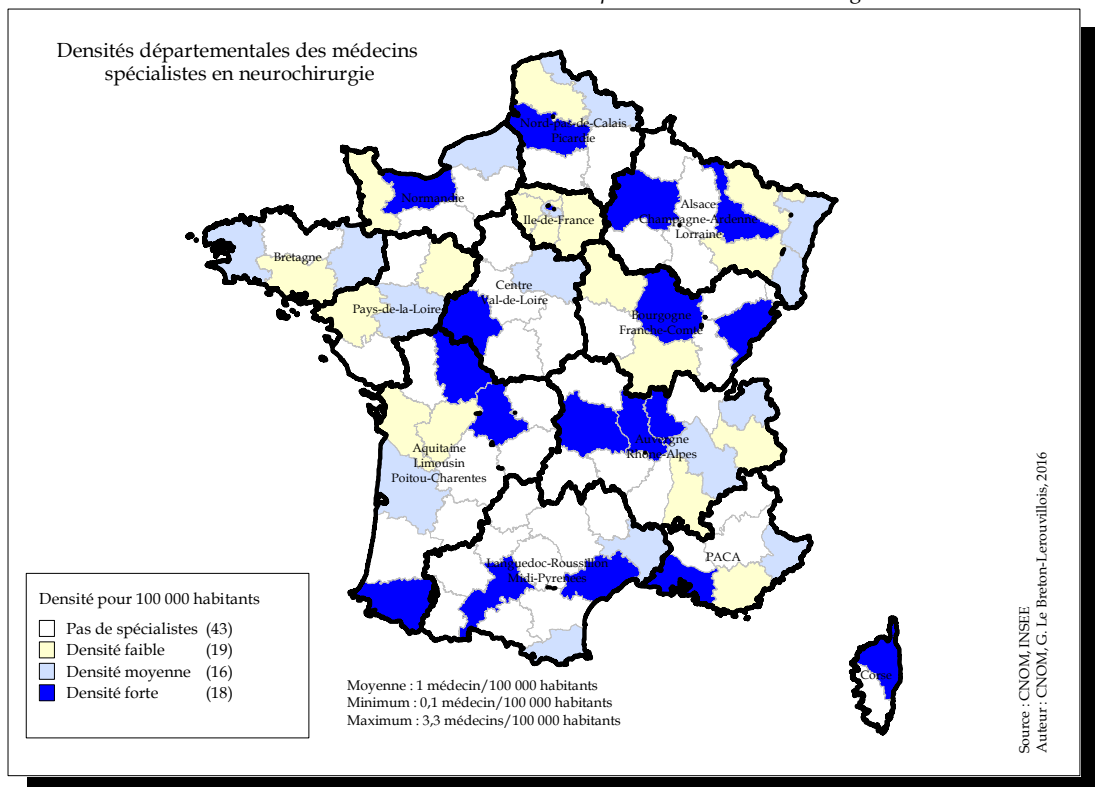 Densités départementales des médecins
spécialistes en neurochirurgie
Nord-pas-de-Calais
Picardie
Normandie
Ile-de-France
Alsace
Champagne-Ardenne
Lorraine
Bretagne
Pays-de-la-Loire
Centre
Val-de-Loire
Bourgogne
Franche-Comté
Auvergne
Rhône-Alpes
Aquitaine
Limousin
Poitou-Charentes
Languedoc-Roussillon
Midi-Pyrénées
PACA
Corse
Densité pour 100 000 habitants
Pas de spécialistes (43)
Densité faible (19)
Densité moyenne (16)
Densité forte (18)
Moyenne : 1 médecin/100 000 habitants
Minimum : 0,1 médecin/100 000 habitants
Maximum : 3,3 médecins/100 000 habitants
Source : CNOM, INSEE
Auteur : CNOM, G. Le Breton-Lerouvillois, 2016